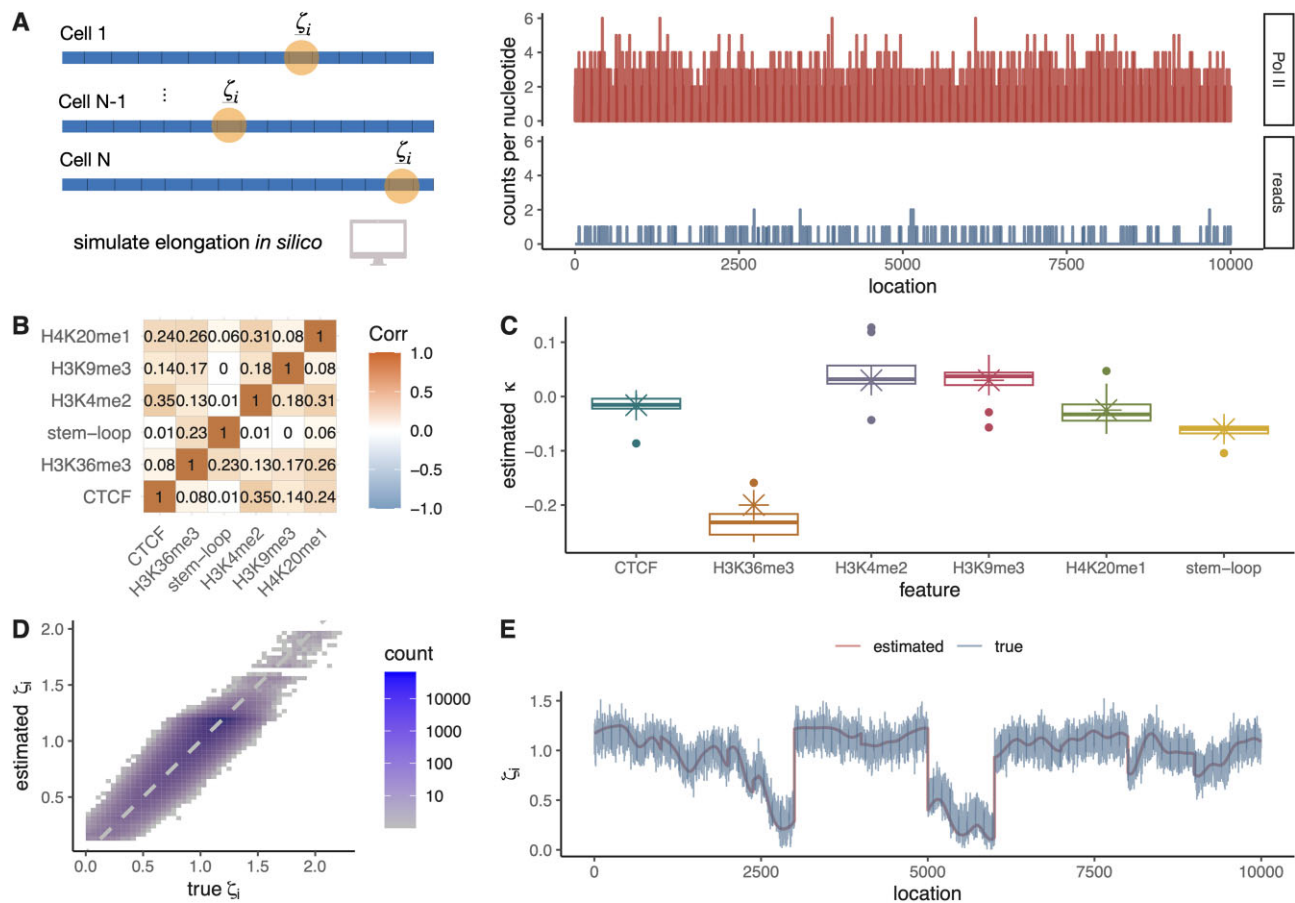 A
Cell 1
ζi
Cell N-1
⋮
ζi
Cell N
ζi
simulate elongation in silico
counts per nucleotide
6
4
2
0
6
4
2
0
Pol II
reads
0 2500 5000 7500 10000
location
B
H4K20me1 0.24 0.26 0.06 0.31 0.08 1
H3K9me3 0.14 0.17 0 0.18 1 0.08
H3K4me2 0.35 0.13 0.01 1 0.18 0.31
stem−loop 0.01 0.23 1 0.01 0 0.06
H3K36me3 0.08 1 0.23 0.13 0.17 0.26
CTCF 1 0.08 0.01 0.35 0.14 0.24
CTCF
H3K36me3
stem−loop
H3K4me2
H3K9me3
H4K20me1
Corr
1.0
0.5
0.0
−0.5
−1.0
C
estimated κ
0.1
0.0
−0.1
−0.2
CTCF H3K36me3 H3K4me2 H3K9me3 H4K20me1 stem−loop
feature
D
estimated ζi
2.0
1.5
1.0
0.5
0.0 0.5 1.0 1.5 2.0
true ζi
count
10000
1000
100
10
E
estimated true
ζi
1.5
1.0
0.5
0.0
0 2500 5000 7500 10000
location